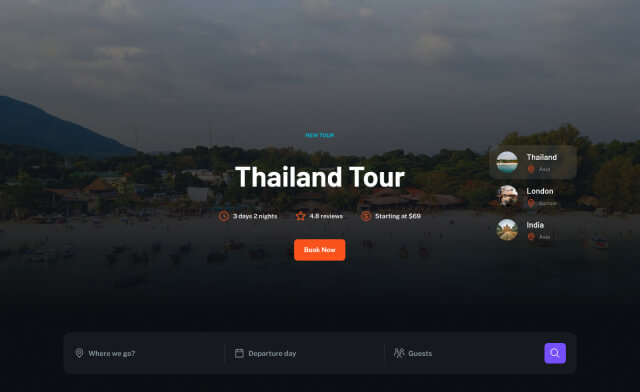 NEW TOUR
Thailand Tour
3 days 2 nights
4.8 reviews
Starting at $69
Book Now
Thailand
Asia
London
Europe
India
Asia
Where we go?
Departure day
Guests